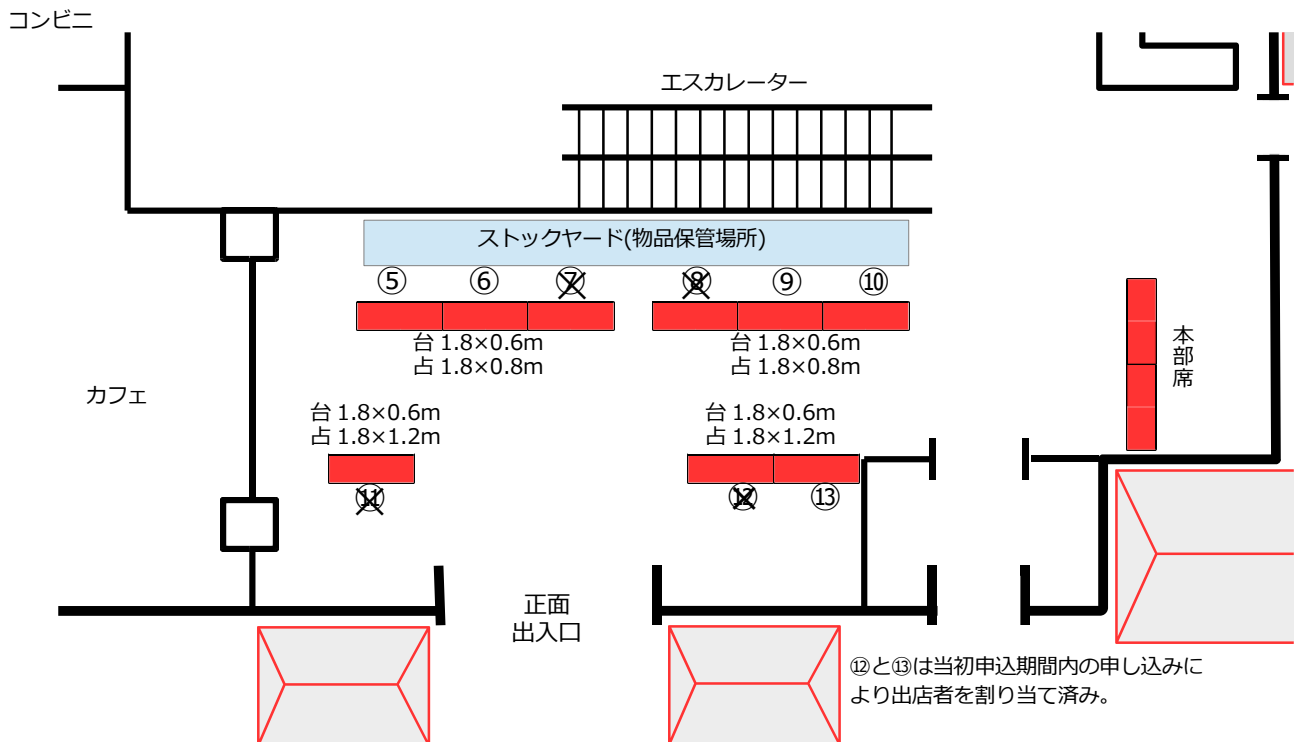 コンビニ
エスカレーター
ストックヤード(物品保管場所)
⑤ ⑥ ⑦ ⑧ ⑨ ⑩
台 1.8×0.6m
占 1.8×0.8m
台 1.8×0.6m
占 1.8×0.8m
本部席
カフェ
台 1.8×0.6m
占 1.8×1.2m
台 1.8×0.6m
占 1.8×1.2m
⑪ ⑫ ⑬
正面
出入口
⑫と⑬は当初申込期間内の申し込みに
より出店者を割り当て済み。